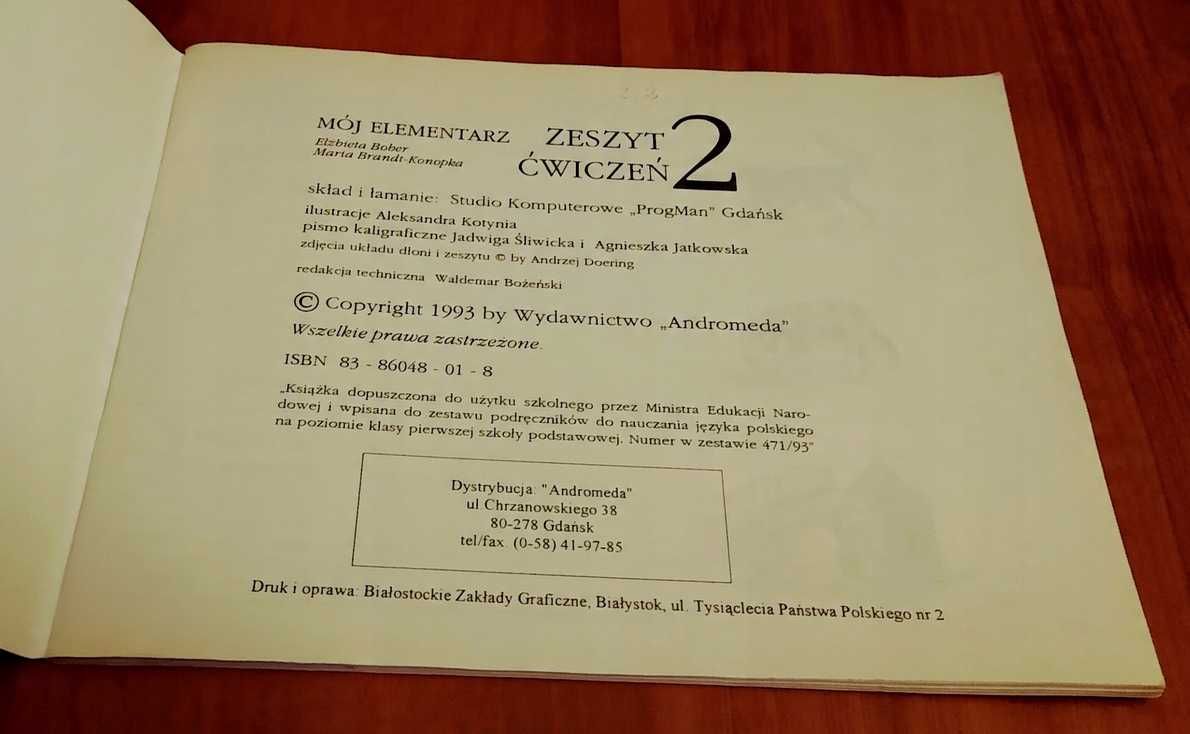 MÓJ ELEMENTARZ ZESZYT 2
Elżbieta Bober
Maria Brandt-Konopka ĆWICZEŃ
skład i łamanie: Studio Komputerowe „ProgMan” Gdańsk
ilustracje Aleksandra Kotynia
pismo kaligraficzne Jadwiga Śliwicka i Agnieszka Jatkowska
zdjęcia układu dłoni i zeszytu © by Andrzej Doering
redakcja techniczna Waldemar Bożeński
© Copyright 1993 by Wydawnictwo „Andromeda”
Wszelkie prawa zastrzeżone.
ISBN 83 - 86048 - 01 - 8
„Książka dopuszczona do użytku szkolnego przez Ministra Edukacji Naro-
dowej i wpisana do zestawu podręczników do nauczania języka polskiego
na poziomie klasy pierwszej szkoły podstawowej. Numer w zestawie 471/93”
Dystrybucja: "Andromeda"
ul.Chrzanowskiego 38
80-278 Gdańsk
tel/fax. (0-58) 41-97-85
Druk i oprawa: Białostockie Zakłady Graficzne, Białystok, ul. Tysiąclecia Państwa Polskiego nr 2